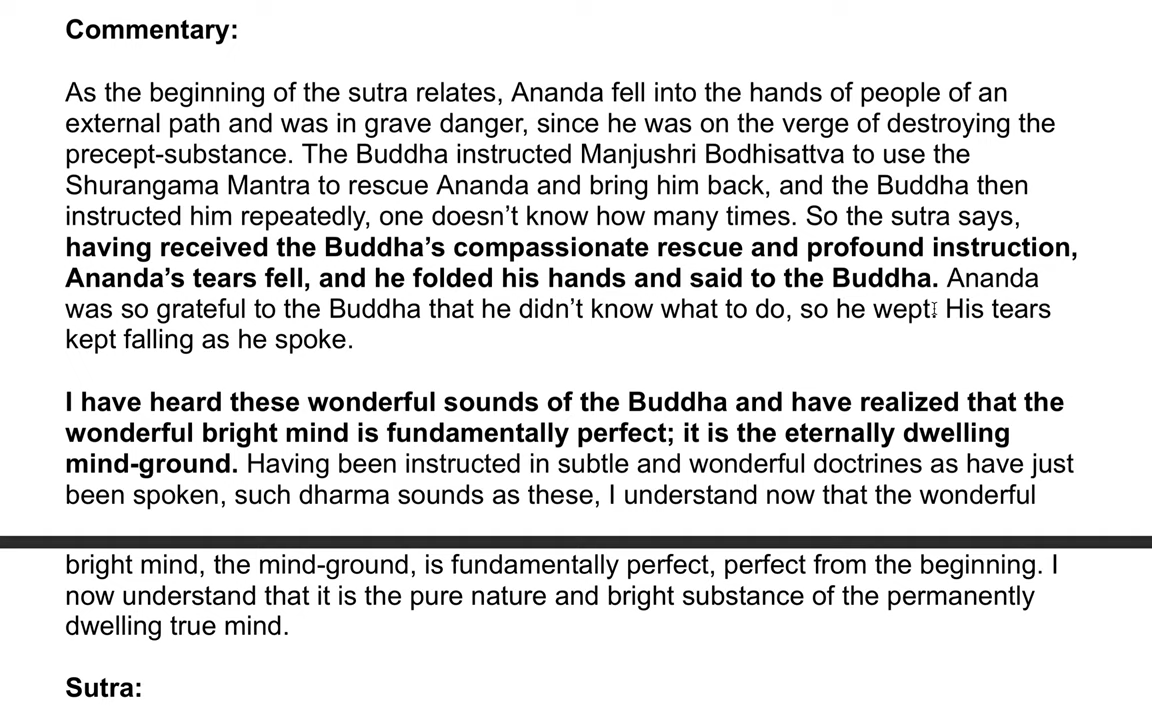 Commentary:
As the beginning of the sutra relates, Ananda fell into the hands of people of an
external path and was in grave danger, since he was on the verge of destroying the
precept-substance. The Buddha instructed Manjushri Bodhisattva to use the
Shurangama Mantra to rescue Ananda and bring him back, and the Buddha then
instructed him repeatedly, one doesn’t know how many times. So the sutra says,
having received the Buddha’s compassionate rescue and profound instruction,
Ananda’s tears fell, and he folded his hands and said to the Buddha. Ananda
was so grateful to the Buddha that he didn’t know what to do, so he wept. His tears
kept falling as he spoke.
I have heard these wonderful sounds of the Buddha and have realized that the
wonderful bright mind is fundamentally perfect; it is the eternally dwelling
mind-ground. Having been instructed in subtle and wonderful doctrines as have just
been spoken, such dharma sounds as these, I understand now that the wonderful
bright mind, the mind-ground, is fundamentally perfect, perfect from the beginning. I
now understand that it is the pure nature and bright substance of the permanently
dwelling true mind.
Sutra: